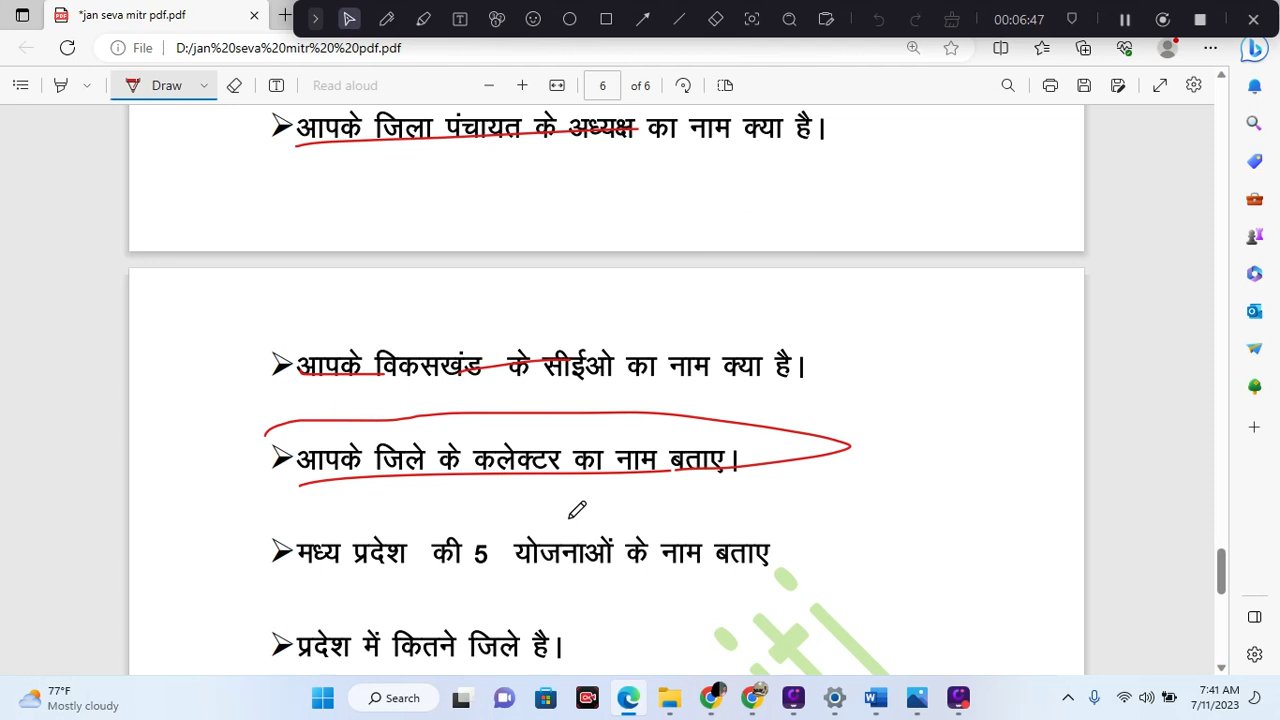 *jan seva mitr pdf.pdf
00:06:47
File D:/jan%20seva%20mitr%20%20pdf.pdf
Draw Read aloud 6 of 6
आपके जिला पंचायत के अध्यक्ष का नाम क्या है।
आपके विकसखंड के सीईओ का नाम क्या है।
आपके जिले के कलेक्टर का नाम बताए।
मध्य प्रदेश की 5 योजनाओं के नाम बताए
प्रदेश में कितने जिले है।
77°F
Mostly cloudy
Search
7:41 AM
7/11/2023